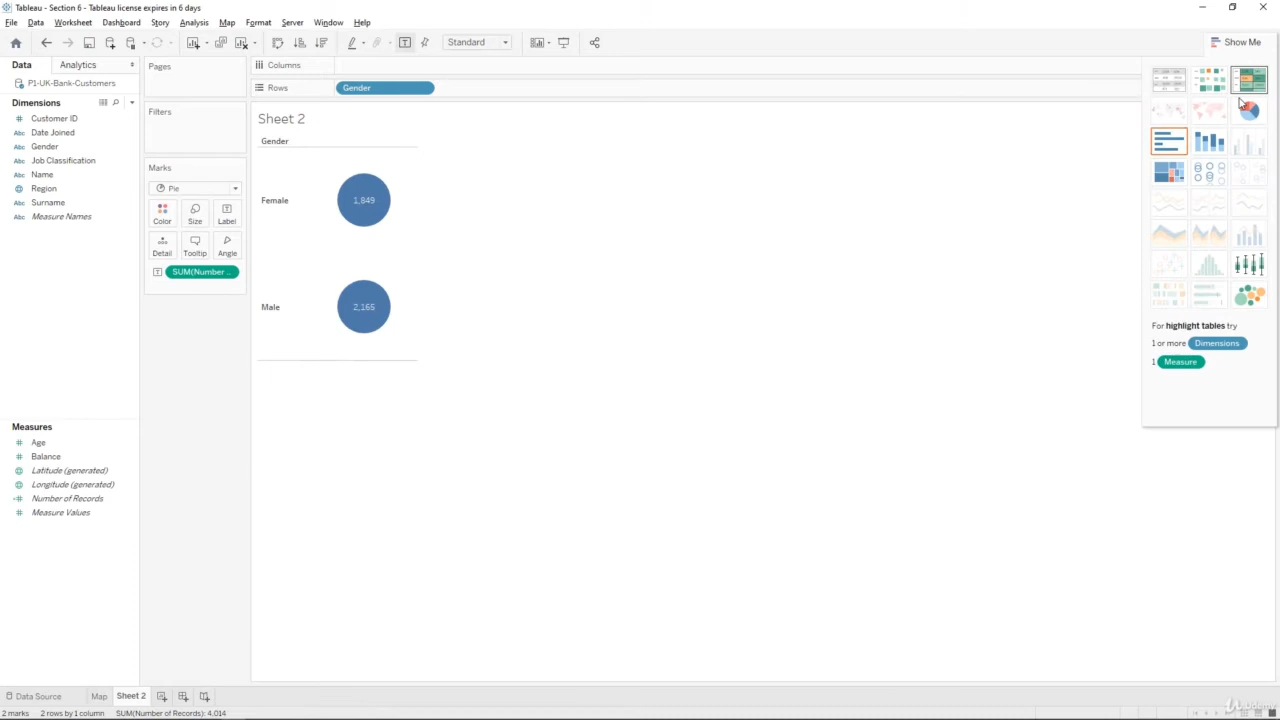 Tableau - Section 6 - Tableau license expires in 6 days
File Data Worksheet Dashboard Story Analysis Map Format Server Window Help
Standard
Show Me
Data Analytics
Pages
Columns
P1-UK-Bank-Customers
Rows
Gender
Dimensions
Filters
Customer ID
Sheet 2
Date Joined
Gender
Gender
Job Classification
Marks
Name
Pie
Region
Surname
Female
1,849
Measure Names
Color Size Label
Detail Tooltip Angle
SUM(Number ..
Male
2,165
For highlight tables try
1 or more Dimensions
1 Measure
Measures
Age
Balance
Latitude (generated)
Longitude (generated)
Number of Records
Measure Values
Data Source Map Sheet 2
2 marks 2 rows by 1 column SUM(Number of Records): 4,014
Udemy